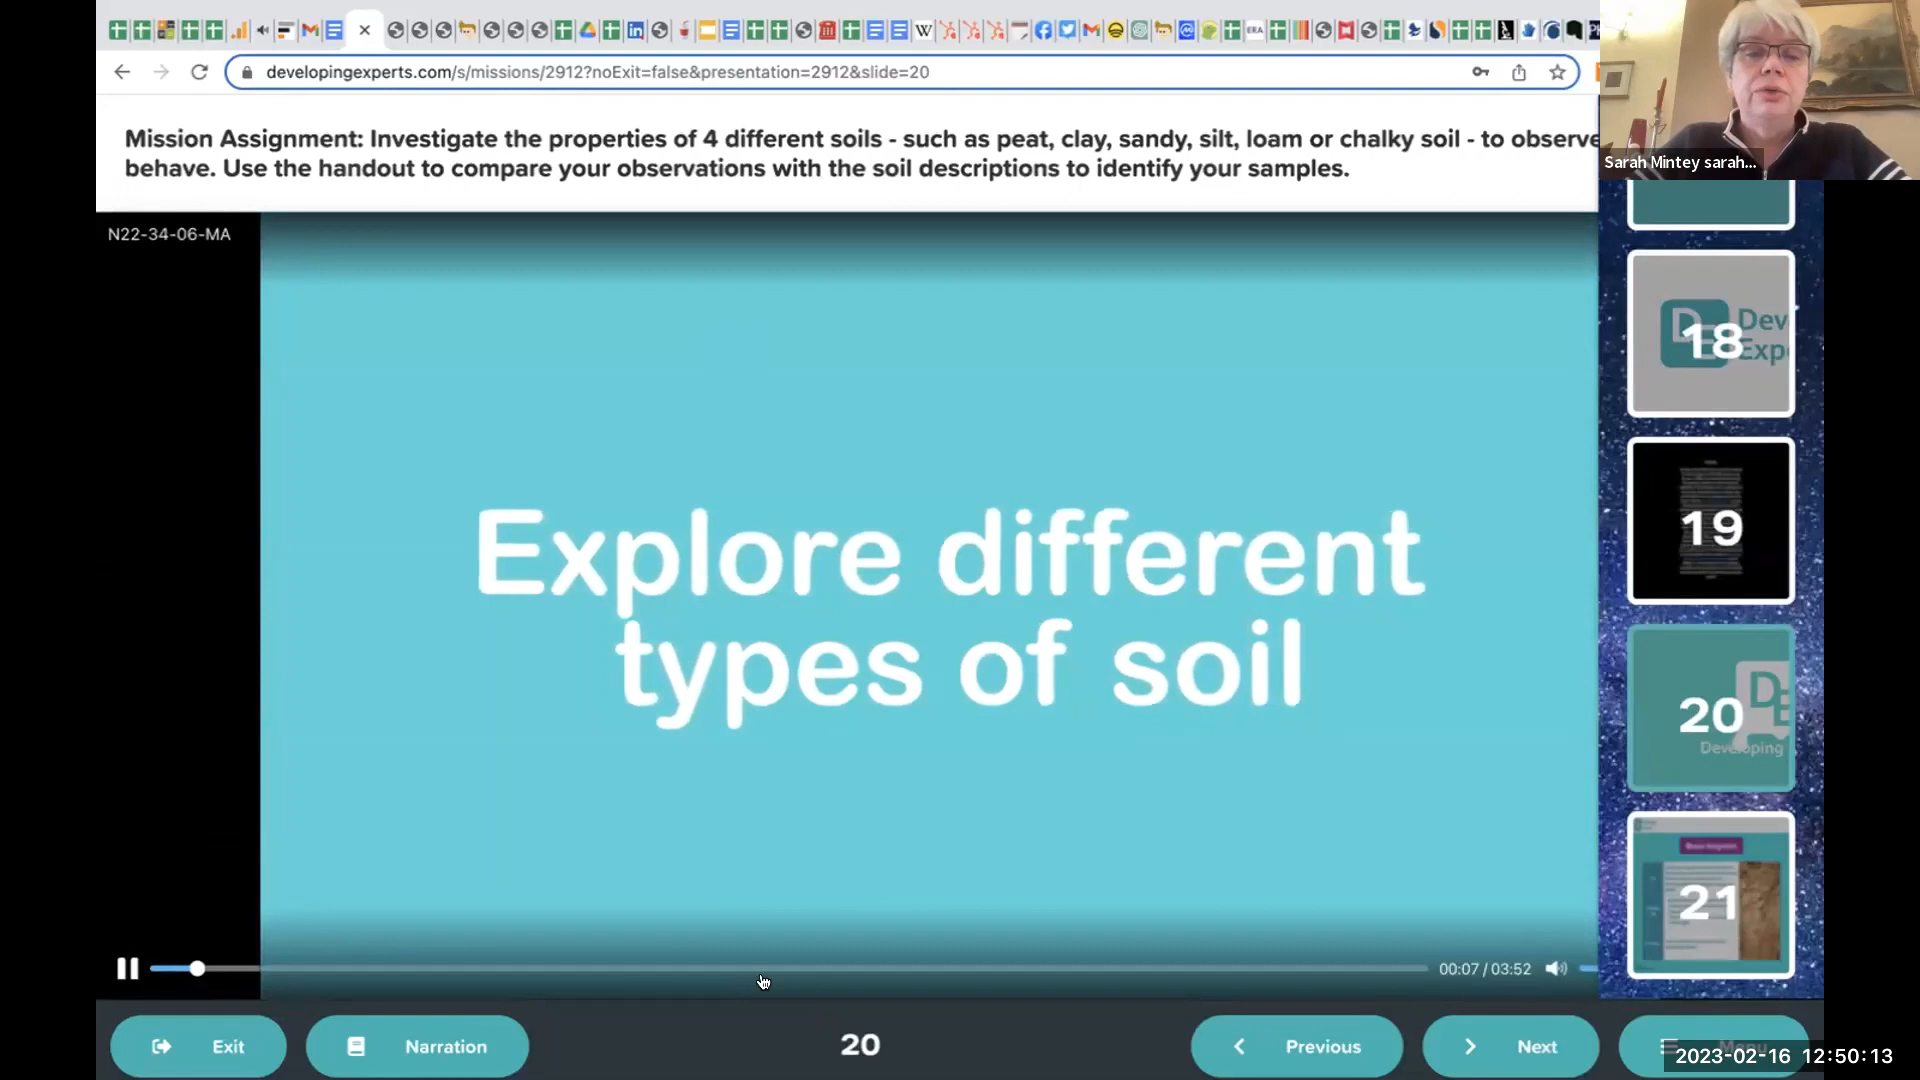 developingexperts.com/s/missions/2912?noExit=false&presentation=2912&slide=20
Mission Assignment: Investigate the properties of 4 different soils - such as peat, clay, sandy, silt, loam or chalky soil - to observe
behave. Use the handout to compare your observations with the soil descriptions to identify your samples.
Sarah Mintey sarah...
N22-34-06-MA
Explore different
types of soil
18
Dev
Exp
19
20
Developing
21
00:07 / 03:52
Exit
Narration
20
Previous
Next
2023-02-16 12:50:13